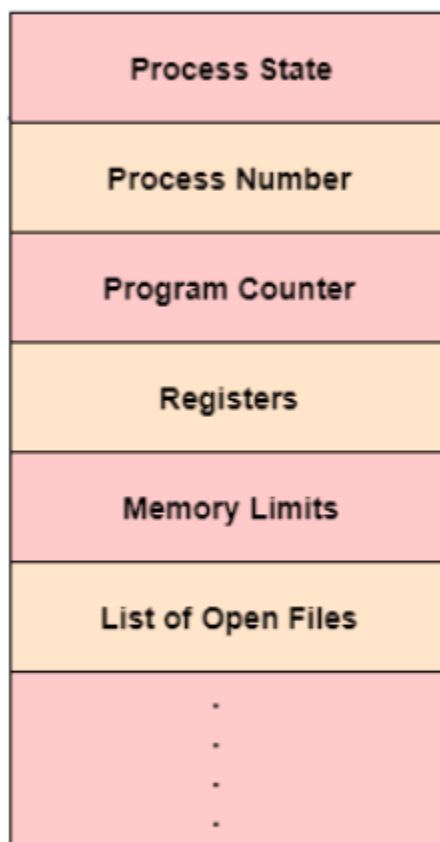 Process State
Process Number
Program Counter
Registers
Memory Limits
List of Open Files
.
.
.
.